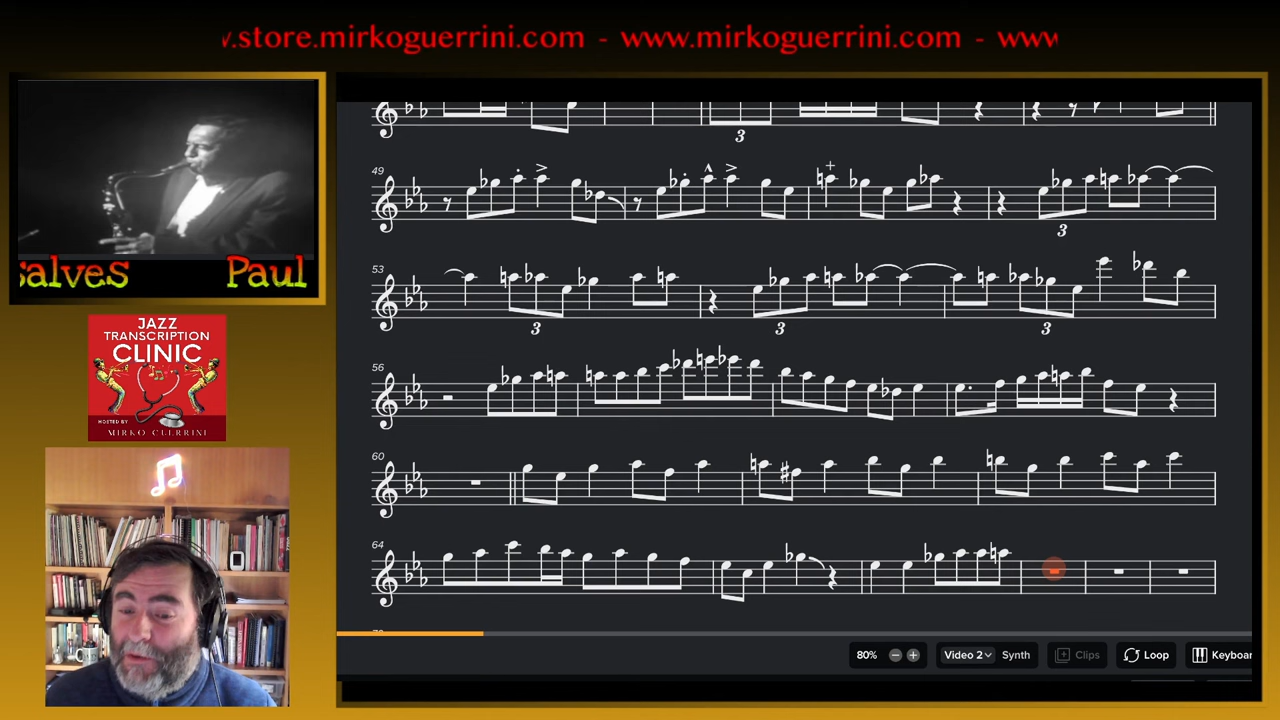 v.store.mirkoguerrini.com - www.mirkoguerrini.com - www
salves Paul
JAZZ
TRANSCRIPTION
CLINIC
HOSTED BY
MIRKO GUERRINI
3
49
3
53
3
3
3
56
60
64
80%
Video 2
Synth
Clips
Loop
Keyboar